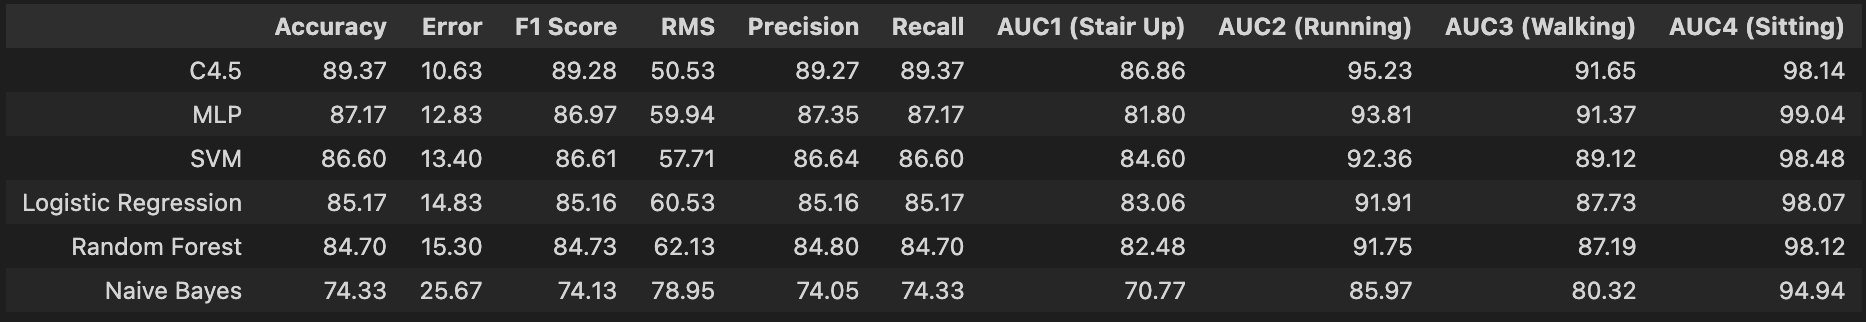 Accuracy Error F1 Score RMS Precision Recall AUC1 (Stair Up) AUC2 (Running) AUC3 (Walking) AUC4 (Sitting)
C4.5 89.37 10.63 89.28 50.53 89.27 89.37 86.86 95.23 91.65 98.14
MLP 87.17 12.83 86.97 59.94 87.35 87.17 81.80 93.81 91.37 99.04
SVM 86.60 13.40 86.61 57.71 86.64 86.60 84.60 92.36 89.12 98.48
Logistic Regression 85.17 14.83 85.16 60.53 85.16 85.17 83.06 91.91 87.73 98.07
Random Forest 84.70 15.30 84.73 62.13 84.80 84.70 82.48 91.75 87.19 98.12
Naive Bayes 74.33 25.67 74.13 78.95 74.05 74.33 70.77 85.97 80.32 94.94